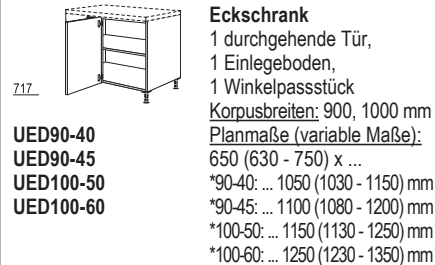 717
UED90-40
UED90-45
UED100-50
UED100-60
Eckschrank
1 durchgehende Tür,
1 Einlegeboden,
1 Winkelpassstück
Korpusbreiten: 900, 1000 mm
Planmaße (variable Maße):
650 (630 - 750) x ...
*90-40: ... 1050 (1030 - 1150) mm
*90-45: ... 1100 (1080 - 1200) mm
*100-50: ... 1150 (1130 - 1250) mm
*100-60: ... 1250 (1230 - 1350) mm